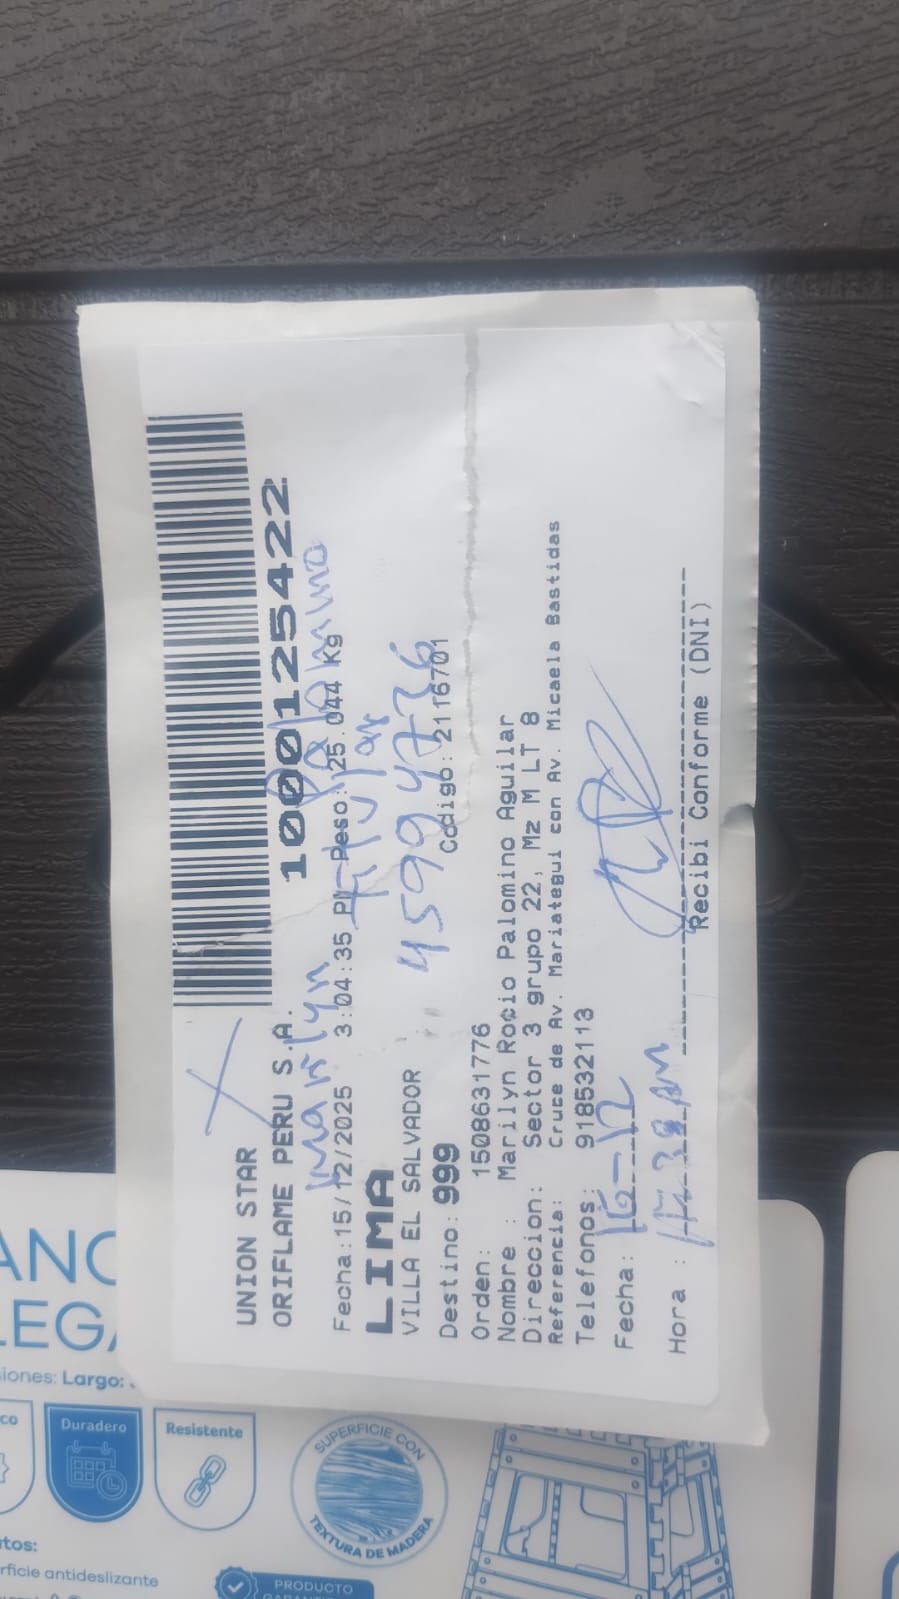 UNION STAR
ORIFLAME PERU S.A.
1000125422
Marilyn Palomino
Fecha:15/12/2025 3:04:35 PM Peso: 25.044 Kg
LIMA
VILLA EL SALVADOR
Destino: 999
Codigo:
Orden: 1508631776
Nombre : Marilyn Rocio Palomino Aguilar
Direccion: Sector 3 grupo 22, Mz M LT 8
Referencia: Cruce de Av. Mariategui con Av. Micaela Bastidas
Telefonos: 918532113
Fecha: 16-12
Hora :
Recibi Conforme (DNI)
Largo:
Duradero
Resistente
SUPERFICIE CON
TEXTURA DE MADERA
antideslizante
PRODUCTO